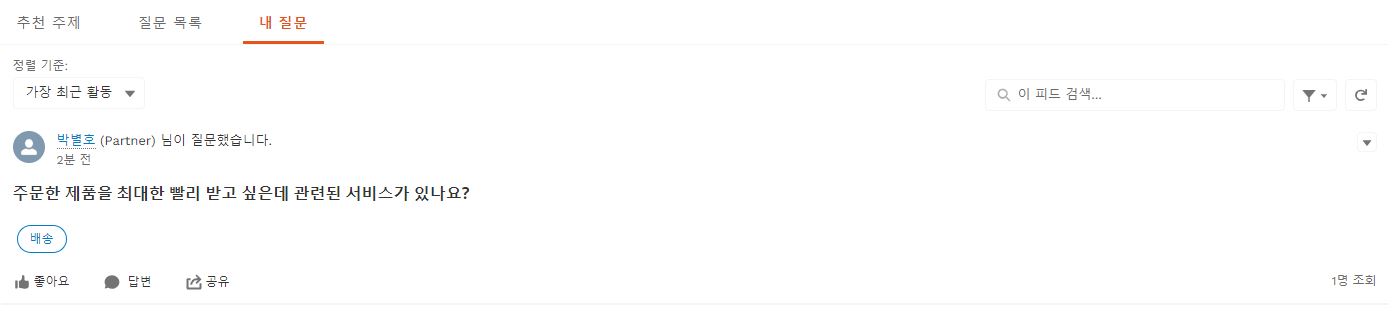 추천 주제 질문 목록 내 질문
정렬 기준:
가장 최근 활동 이 피드 검색...
박별호 (Partner) 님이 질문했습니다.
2분 전
주문한 제품을 최대한 빨리 받고 싶은데 관련된 서비스가 있나요?
배송
좋아요 답변 공유 1명 조회